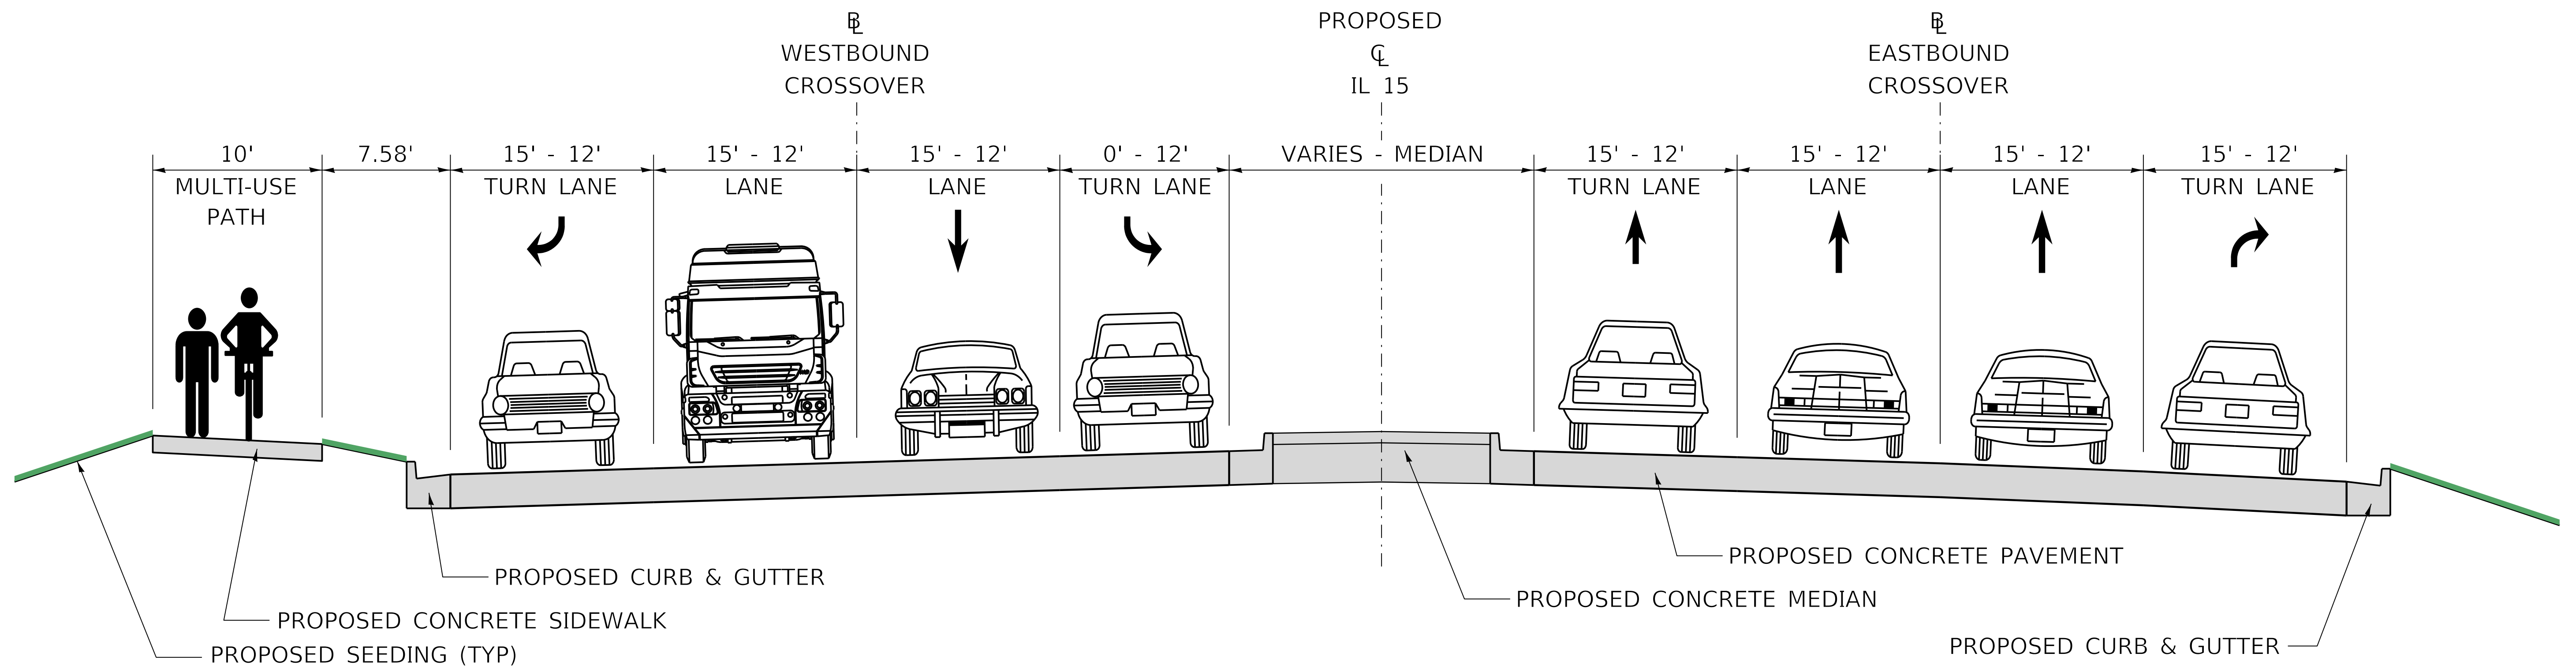 ℄ 
WESTBOUND
CROSSOVER
PROPOSED
℄
IL 15
BL
EASTBOUND
CROSSOVER
10'
7.58'
15' - 12'
15' - 12'
15' - 12'
0' - 12'
VARIES - MEDIAN
15' - 12'
15' - 12'
15' - 12'
15' - 12'
MULTI-USE
PATH
TURN LANE
LANE
LANE
TURN LANE
TURN LANE
LANE
LANE
TURN LANE
PROPOSED CONCRETE PAVEMENT
PROPOSED CURB & GUTTER
PROPOSED CONCRETE MEDIAN
PROPOSED CONCRETE SIDEWALK
PROPOSED CURB & GUTTER
PROPOSED SEEDING (TYP)